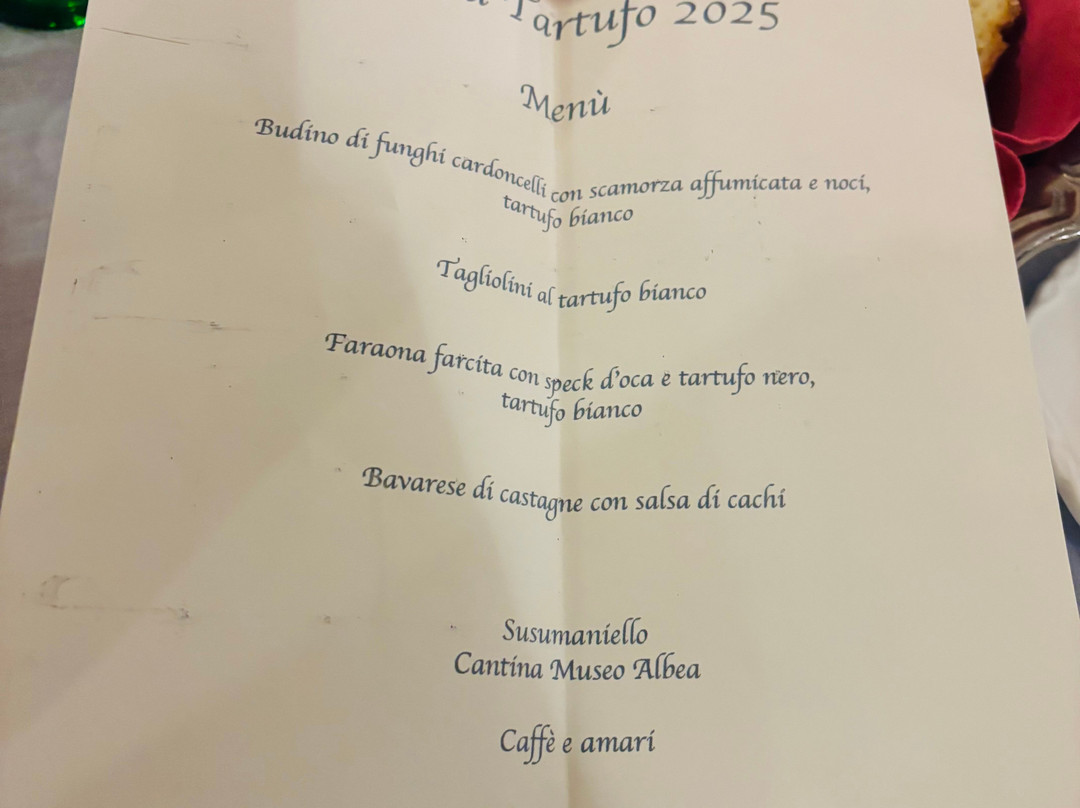 Tartufo 2025
Menù
Budino di funghi cardoncelli con scamorza affumicata e noci,
tartufo bianco
Tagliolini al tartufo bianco
Faraona farcita con speck d'oca e tartufo nero,
tartufo bianco
Bavarese di castagne con salsa di cachi
Susumaniello
Cantina Museo Albea
Caffè e amari